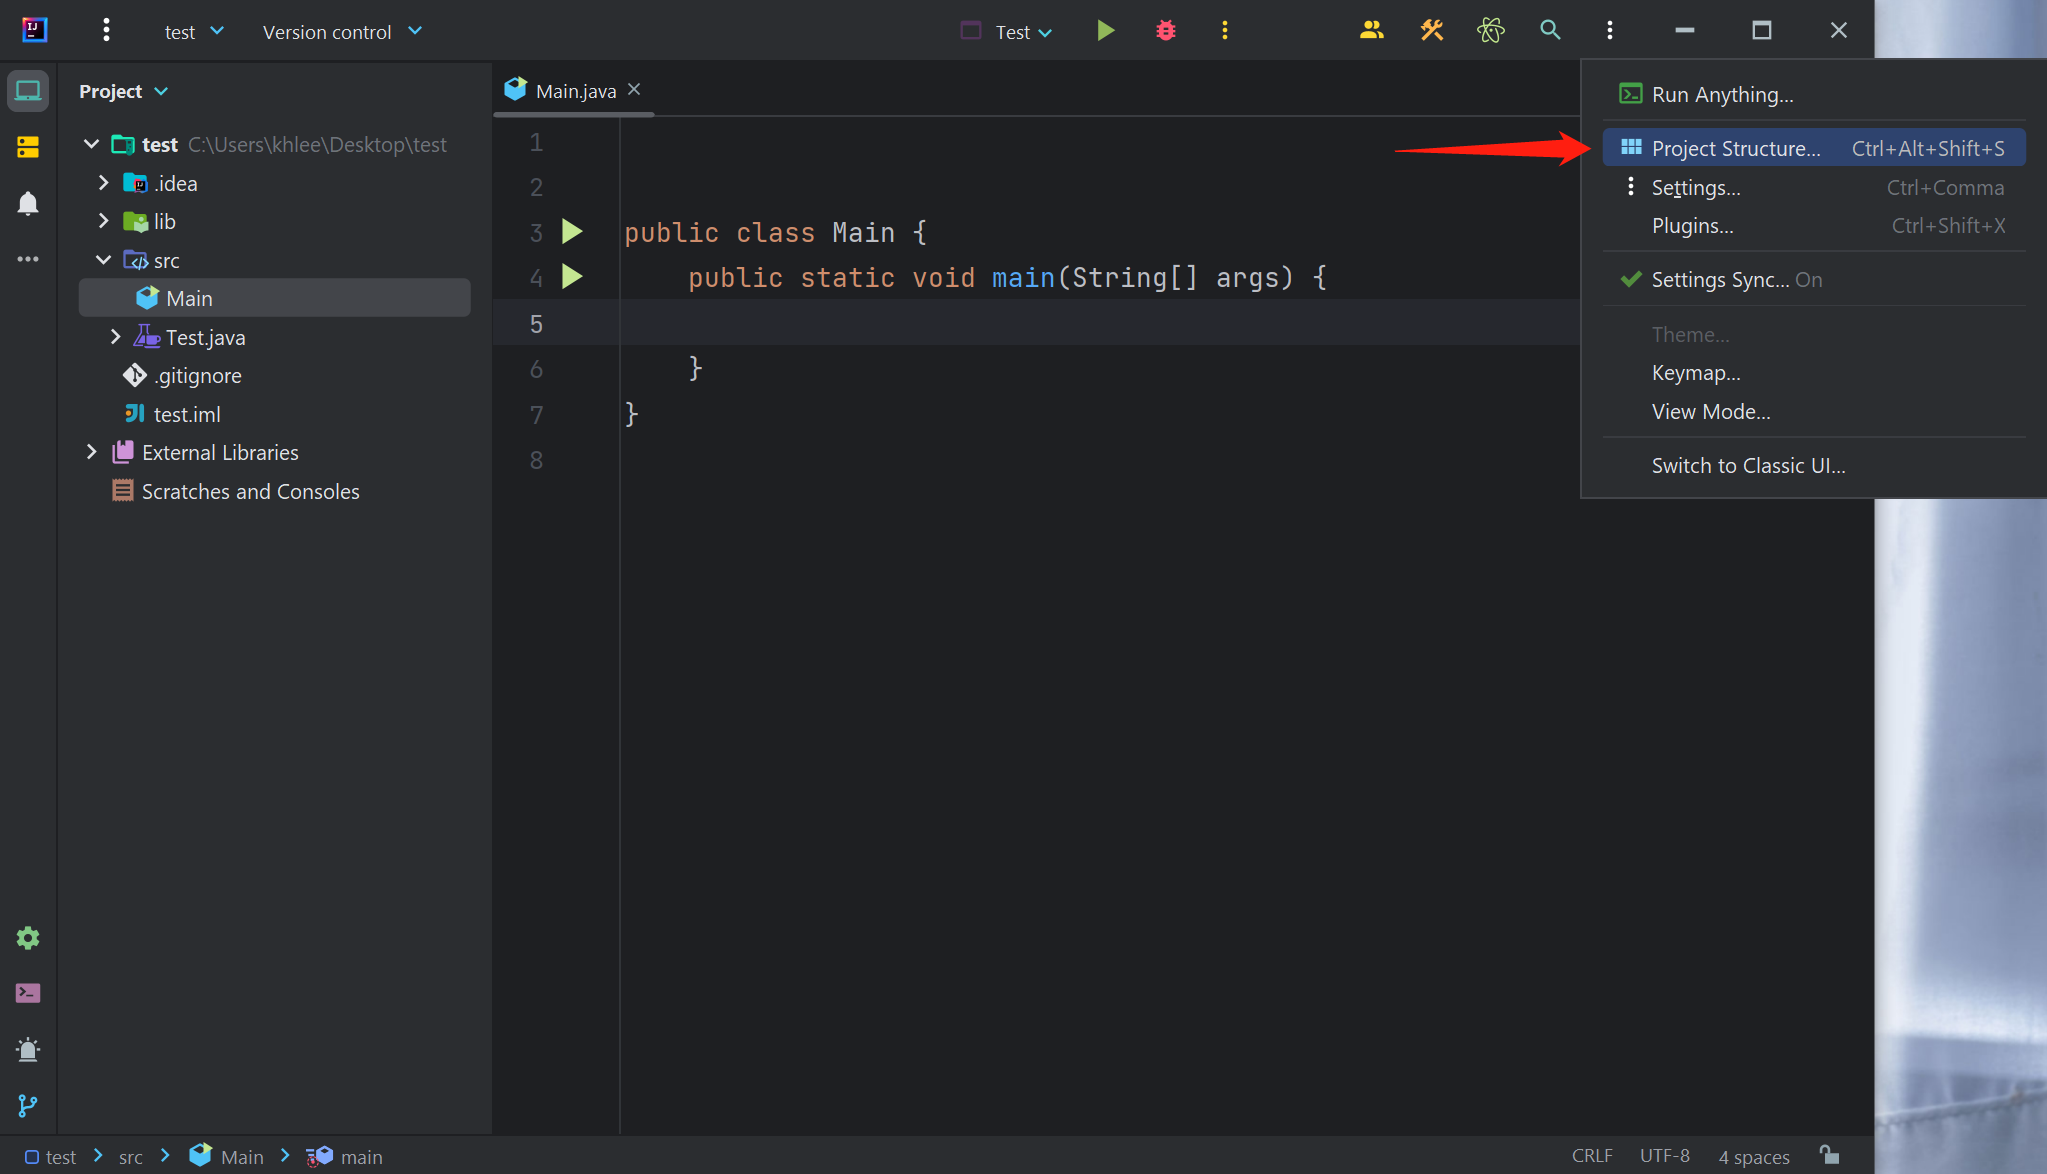 test Version control Test
Project
test C:\Users\khlee\Desktop\test
.idea
lib
src
Main
Test.java
.gitignore
test.iml
External Libraries
Scratches and Consoles
Main.java
1
2
3 public class Main {
4 public static void main(String[] args) {
5
6 }
7 }
8
Run Anything...
Project Structure... Ctrl+Alt+Shift+S
Settings... Ctrl+Comma
Plugins... Ctrl+Shift+X
Settings Sync... On
Theme...
Keymap...
View Mode...
Switch to Classic UI...
test src Main main
CRLF UTF-8 4 spaces